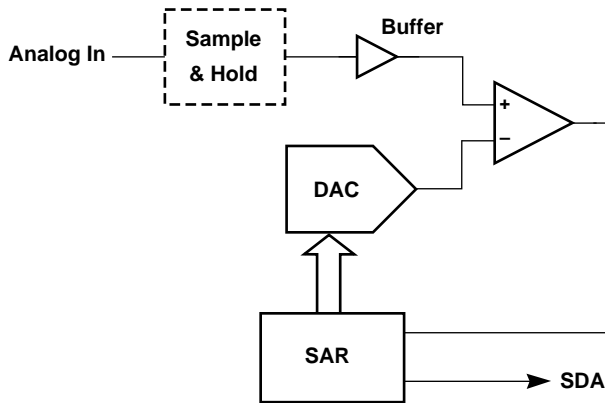 Buffer
Analog In
Sample
& Hold
+
−
DAC
SAR
SDA